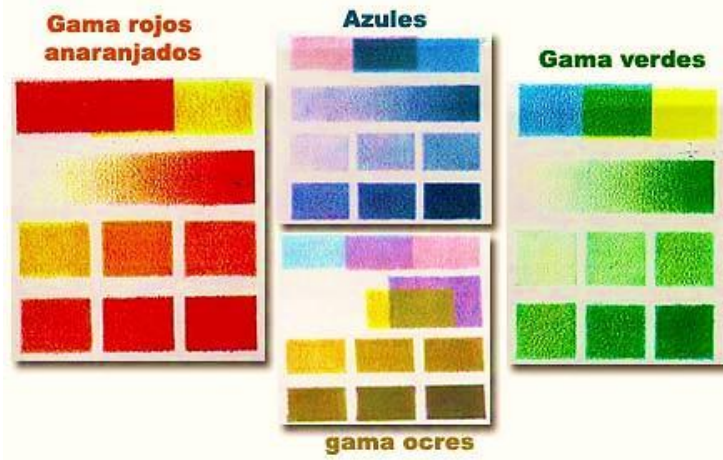 Gama rojos
anaranjados
Azules
Gama verdes
gama ocres